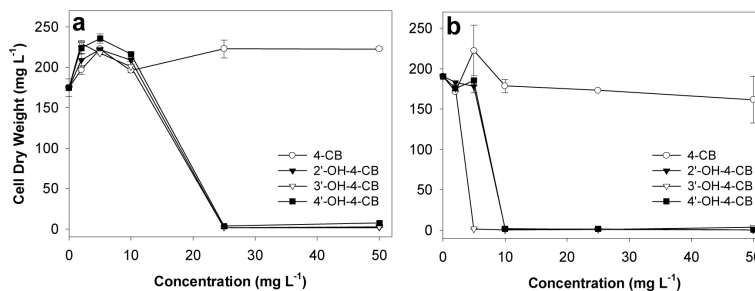 a
Cell Dry Weight (mg L-1)
250
200
150
100
50
0
4-CB
2'-OH-4-CB
3'-OH-4-CB
4'-OH-4-CB
0 10 20 30 40 50
Concentration (mg L-1)
b
250
200
150
100
50
0
4-CB
2'-OH-4-CB
3'-OH-4-CB
4'-OH-4-CB
0 10 20 30 40 50
Concentration (mg L-1)